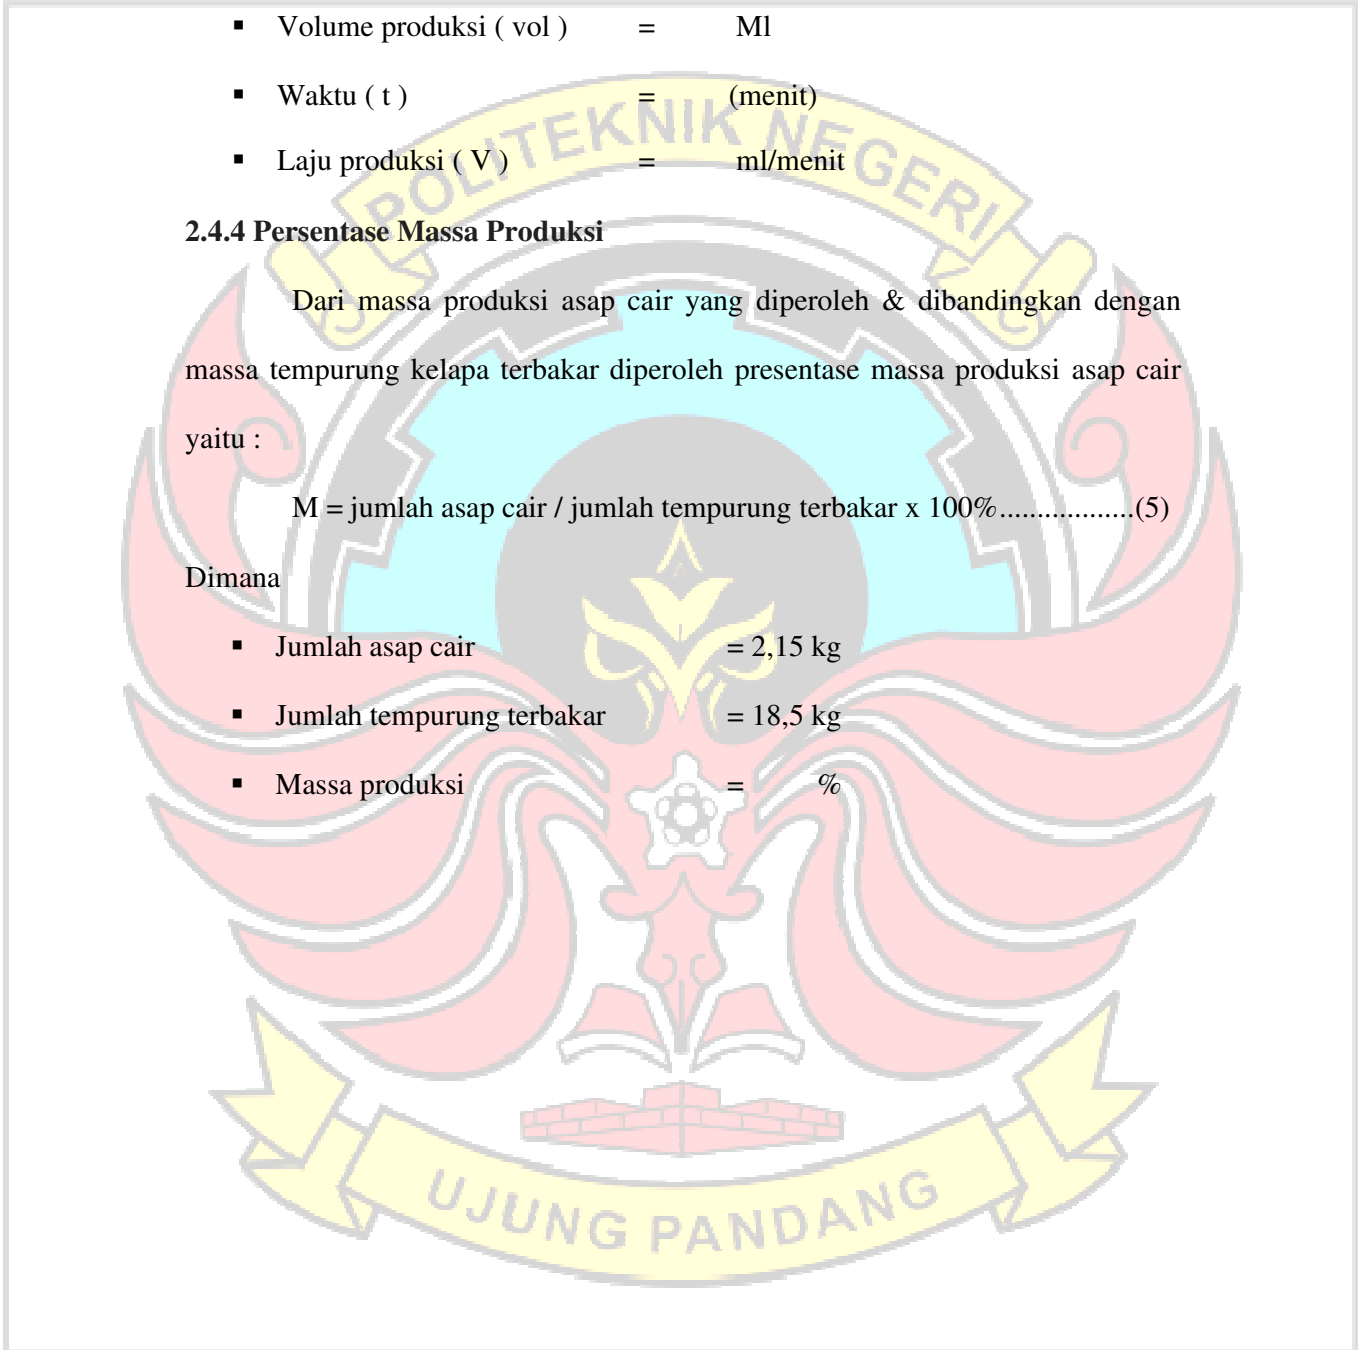 ▪ Volume produksi ( vol ) = Ml
▪ Waktu ( t ) = (menit)
▪ Laju produksi ( V ) = ml/menit
POLITEKNIK NEGERI
2.4.4 Persentase Massa Produksi
Dari massa produksi asap cair yang diperoleh & dibandingkan dengan
massa tempurung kelapa terbakar diperoleh presentase massa produksi asap cair
yaitu :
M = jumlah asap cair / jumlah tempurung terbakar x 100%..................(5)
Dimana
▪ Jumlah asap cair = 2,15 kg
▪ Jumlah tempurung terbakar = 18,5 kg
▪ Massa produksi = %
UJUNG PANDANG